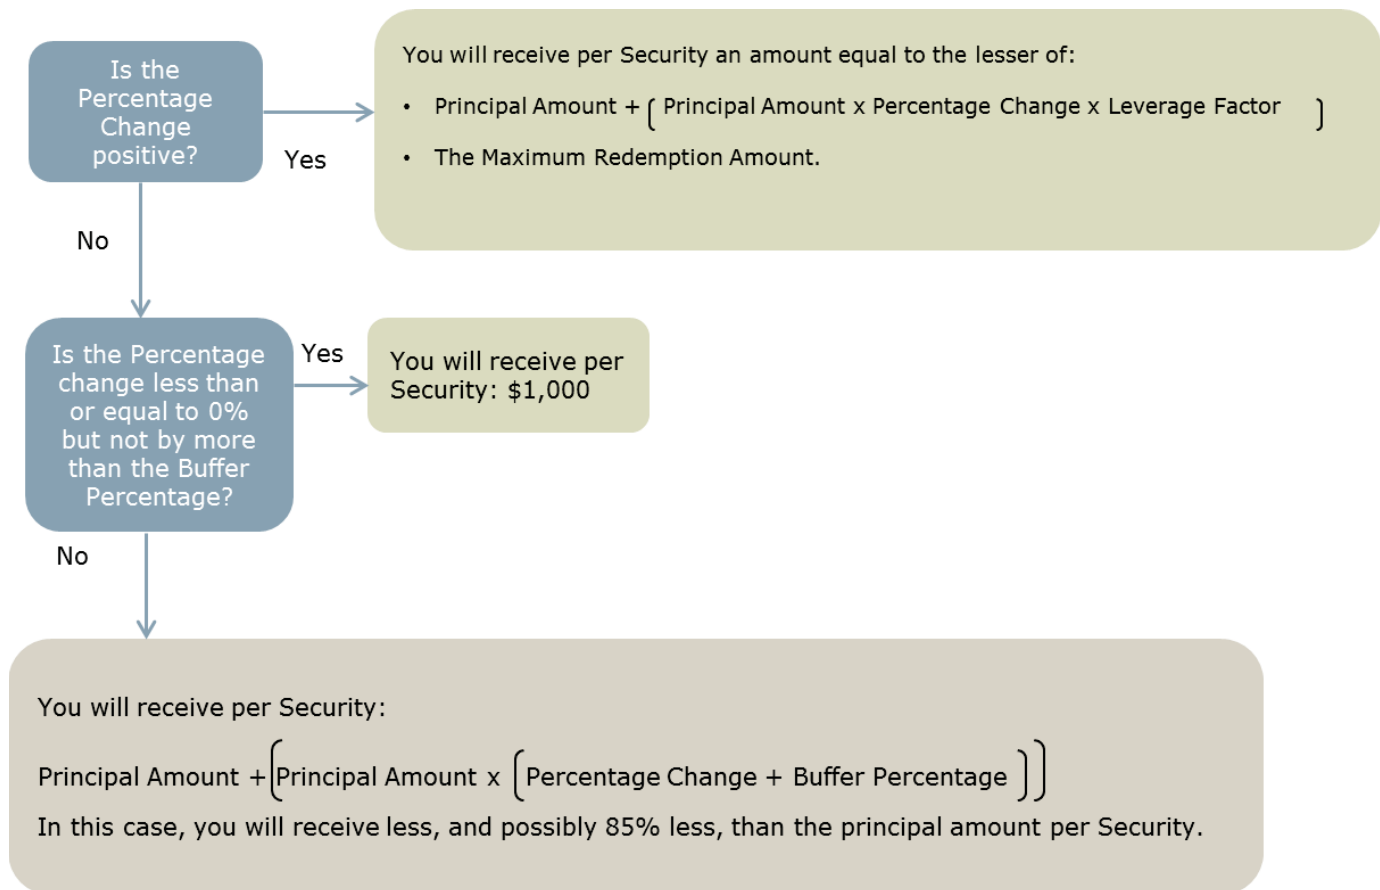 Is the
Percentage
Change
positive?
Yes
You will receive per Security an amount equal to the lesser of:
• Principal Amount + ( Principal Amount x Percentage Change x Leverage Factor )
• The Maximum Redemption Amount.
No
Is the Percentage
change less than
or equal to 0%
but not by more
than the Buffer
Percentage?
Yes
You will receive per
Security: $1,000
No
You will receive per Security:
Principal Amount + (Principal Amount x (Percentage Change + Buffer Percentage ))
In this case, you will receive less, and possibly 85% less, than the principal amount per Security.